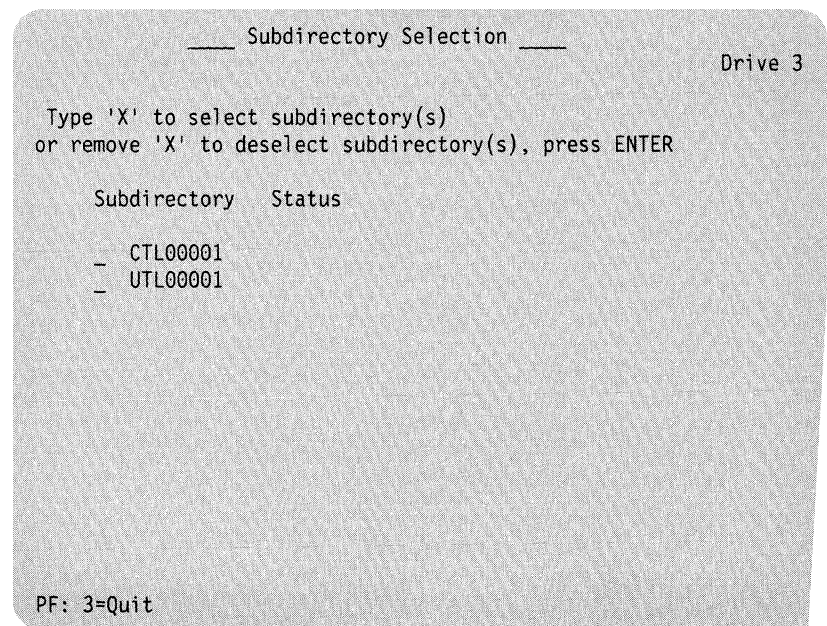 ____ Subdirectory Selection ____
Drive 3
Type 'X' to select subdirectory(s)
or remove 'X' to deselect subdirectory(s), press ENTER
Subdirectory Status
_ CTL00001
_ UTL00001
PF: 3=Quit